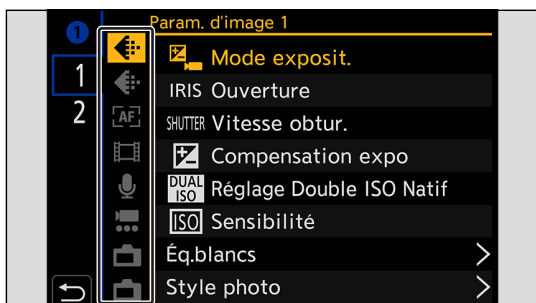 1
Param. d'image 1
Mode exposit.
1
IRIS Ouverture
2
AF
SHUTTER Vitesse obtur.
Compensation expo
DUAL ISO Réglage Double ISO Natif
ISO Sensibilité
Éq.blancs
Style photo